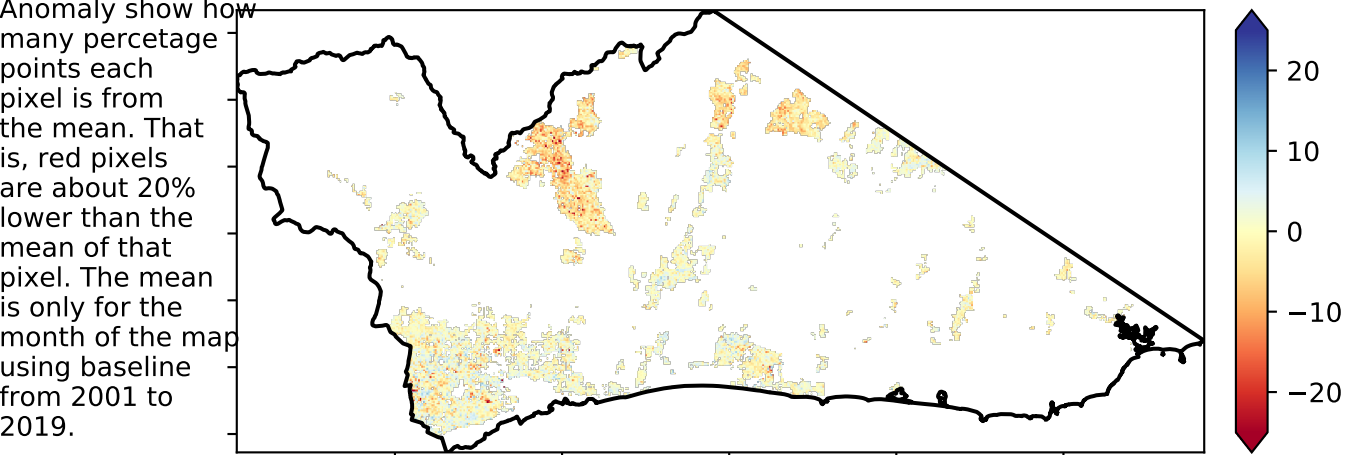 Anomaly show how
many percetage
points each
pixel is from
the mean. That
is, red pixels
are about 20%
lower than the
mean of that
pixel. The mean
is only for the
month of the map
using baseline
from 2001 to
2019.
20
10
0
−10
−20